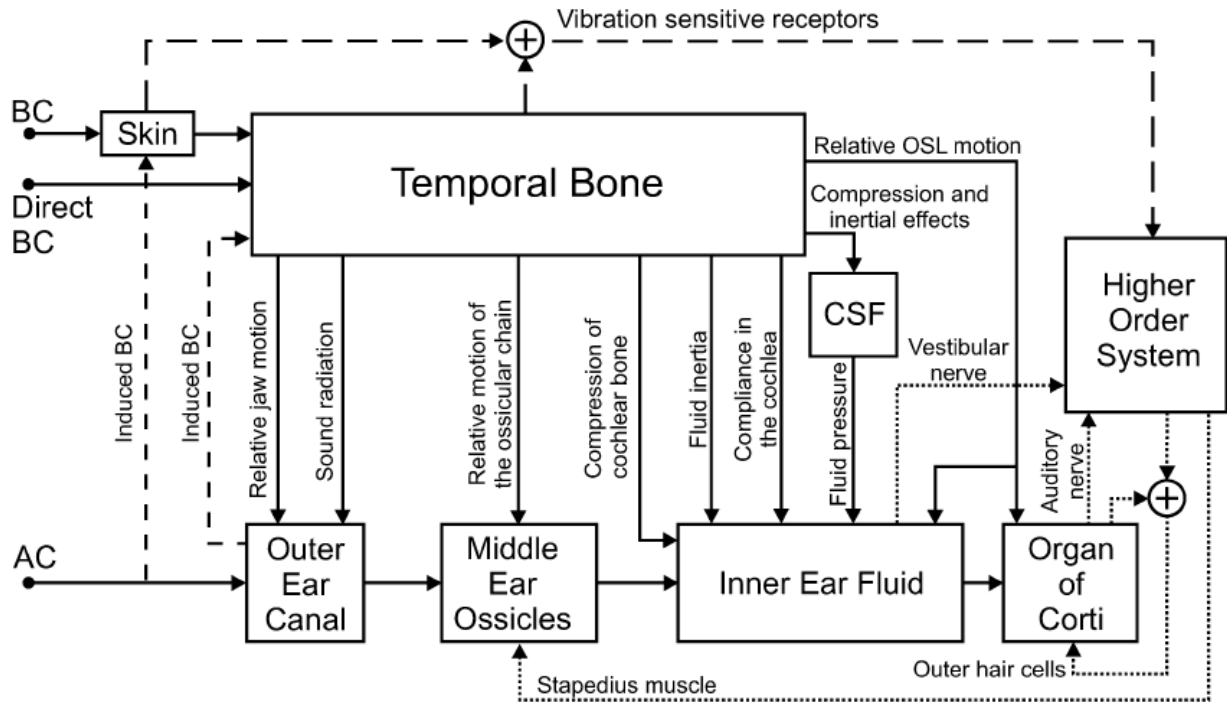 Vibration sensitive receptors
BC
Skin
Temporal Bone
Relative OSL motion
Direct
BC
Compression and
inertial effects
CSF
Higher
Order
System
Induced BC
Induced BC
Relative jaw motion
Sound radiation
Relative motion of
the ossicular chain
Compression of
cochlear bone
Fluid inertia
Compliance in
the cochlea
Fluid pressure
Vestibular
nerve
Auditory
nerve
AC
Outer
Ear
Canal
Middle
Ear
Ossicles
Inner Ear Fluid
Organ
of
Corti
Outer hair cells
Stapedius muscle